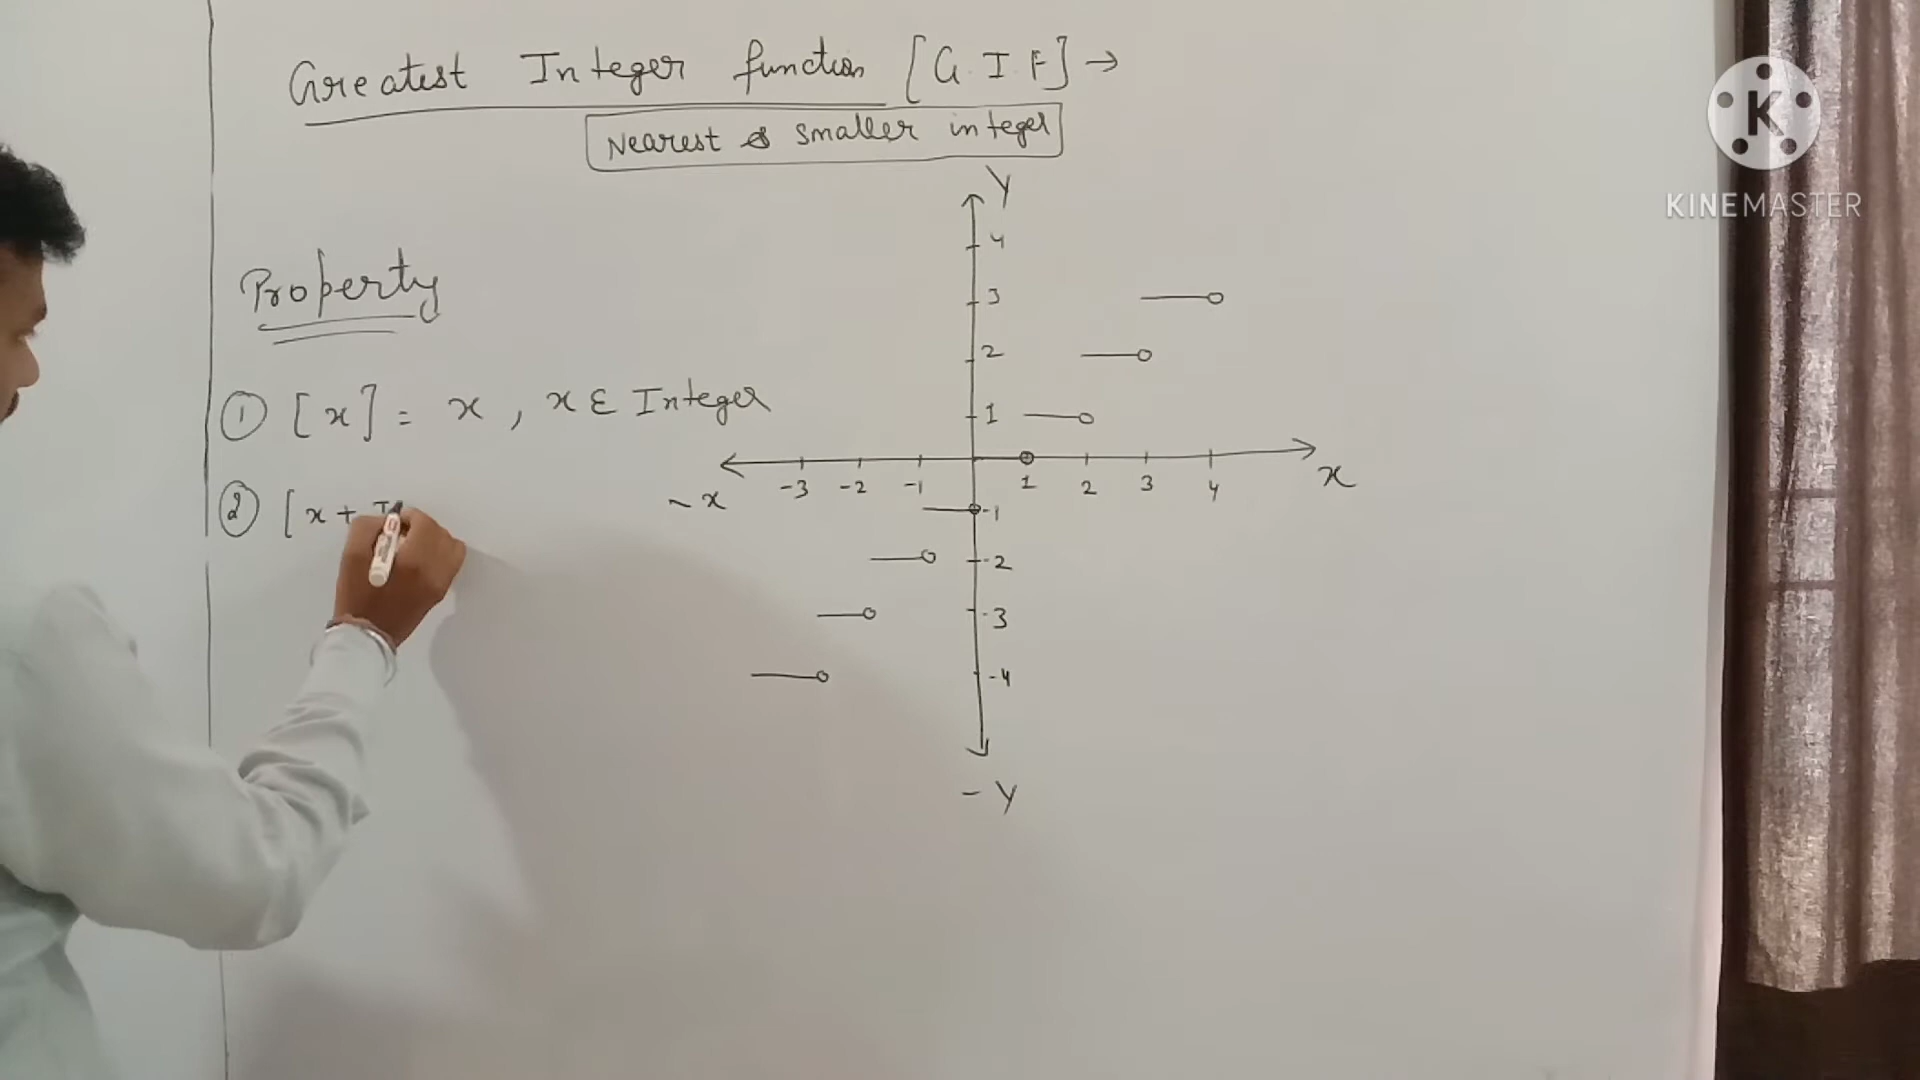 Greatest Integer function [G.I.F] →
Nearest & smaller integer
Property
① [x] = x, x ε Integer
② [x + I
Y
4
3
2
1
-3 -2 -1 1 2 3 4
- x x
-1
-2
-3
-4
- Y
K
KINEMASTER